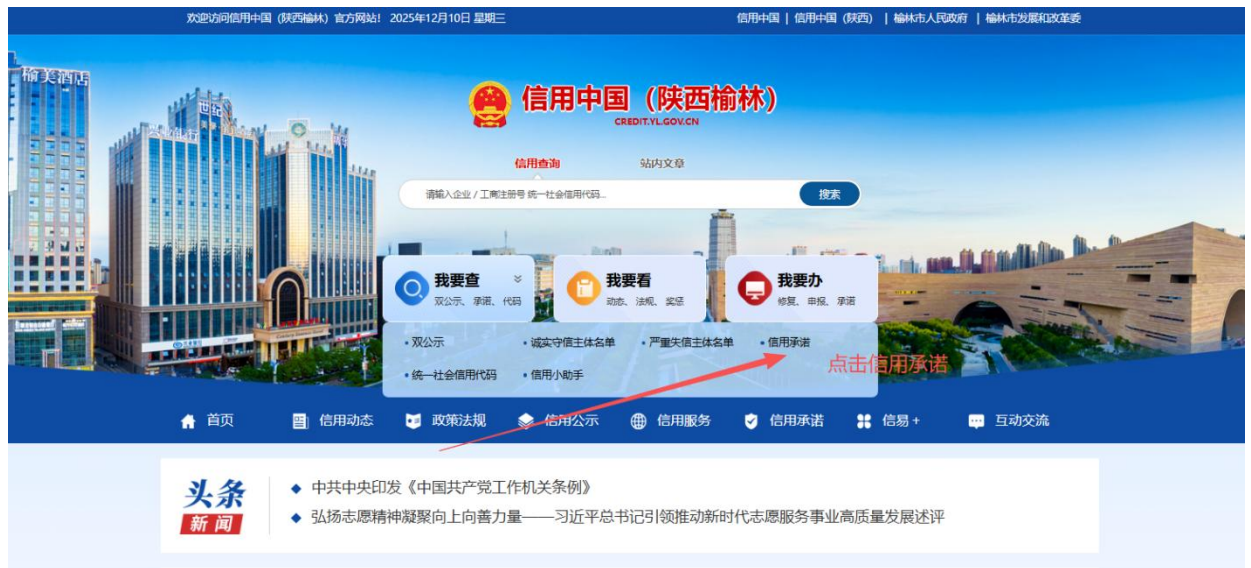 欢迎访问信用中国（陕西榆林）官方网站！ 2025年12月10日 星期三
信用中国 | 信用中国（陕西） | 榆林市人民政府 | 榆林市发展和改革委
榆美酒店
世纪
兴业银行
信用中国（陕西榆林）
CREDIT.YL.GOV.CN
信用查询 站内文章
请输入企业 / 工商注册号 统一社会信用代码... 搜索
我要查 我要看 我要办
双公示、承诺、代码 动态、法规、奖惩 修复、申报、承诺
• 双公示 • 诚实守信主体名单 • 严重失信主体名单 • 信用承诺
点击信用承诺
• 统一社会信用代码 • 信用小助手
首页 信用动态 政策法规 信用公示 信用服务 信用承诺 信易 + 互动交流
头条
新闻
◆ 中共中央印发《中国共产党工作机关条例》
◆ 弘扬志愿精神凝聚向上向善力量——习近平总书记引领推动新时代志愿服务事业高质量发展述评